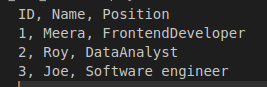 ID, Name, Position
1, Meera, FrontendDeveloper
2, Roy, DataAnalyst
3, Joe, Software engineer